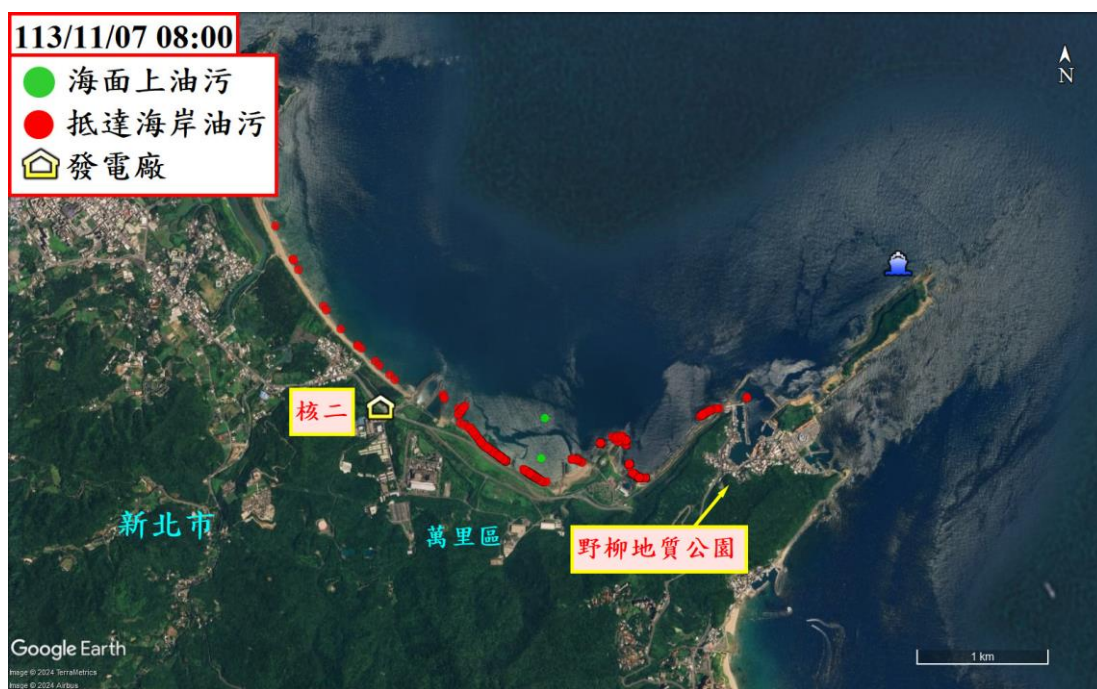 113/11/07 08:00
海面上油污
抵達海岸油污
發電廠
N
核二
新北市
萬里區
野柳地質公園
Google Earth
Image © 2024 TerraMetrics
Image © 2024 Airbus
1 km